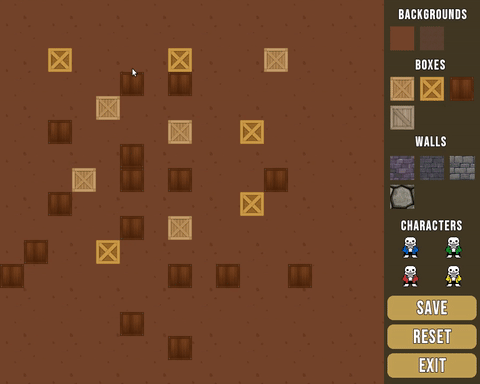 BACKGROUNDS
BOXES
WALLS
CHARACTERS
SAVE
RESET
EXIT